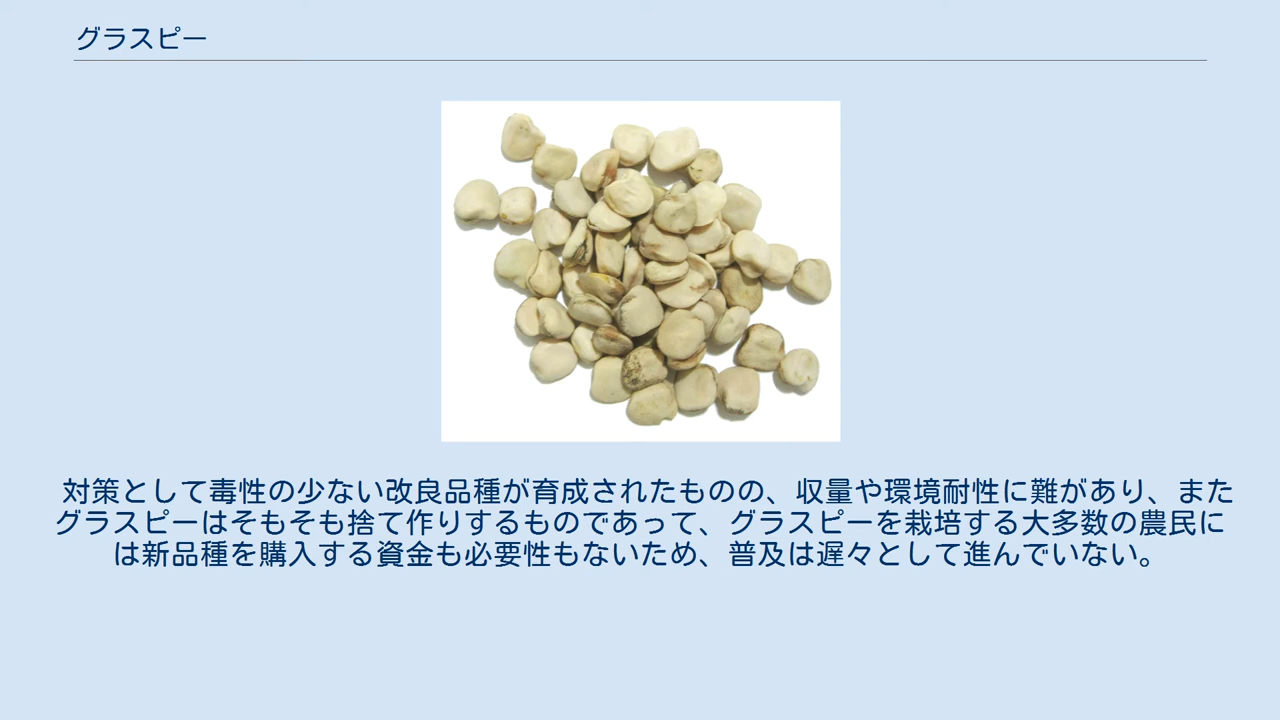 グラスピー
対策として毒性の少ない改良品種が育成されたものの、収量や環境耐性に難があり、また
グラスピーはそもそも捨て作りするものであって、グラスピーを栽培する大多数の農民に
は新品種を購入する資金も必要性もないため、普及は遅々として進んでいない。